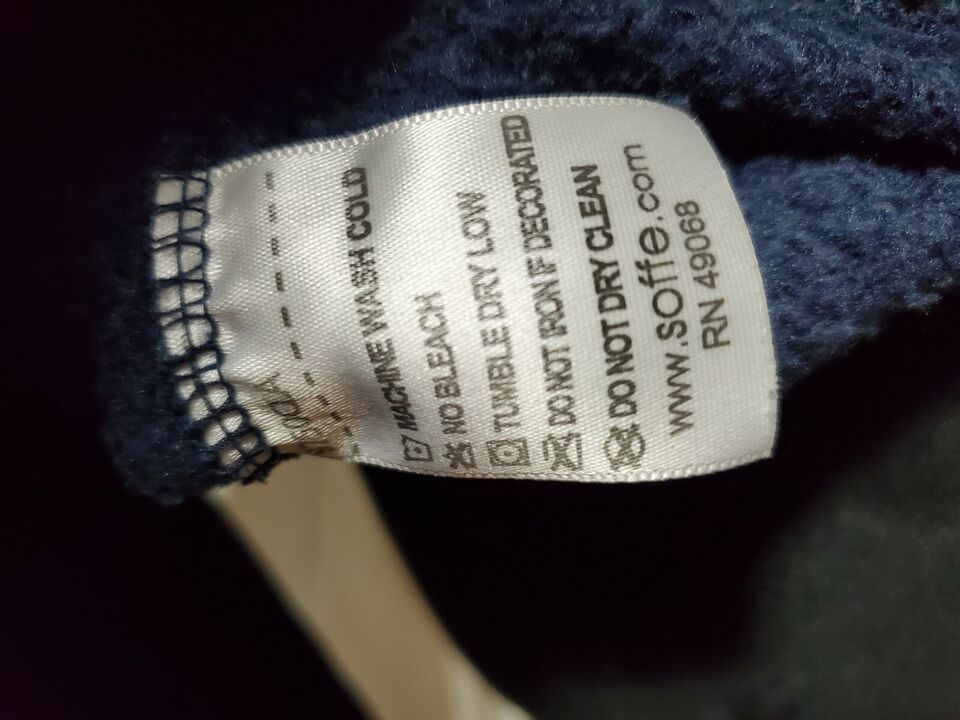 MACHINE WASH COLD
NO BLEACH
TUMBLE DRY LOW
DO NOT IRON IF DECORATED
DO NOT DRY CLEAN
www.soffe.com
RN 49068